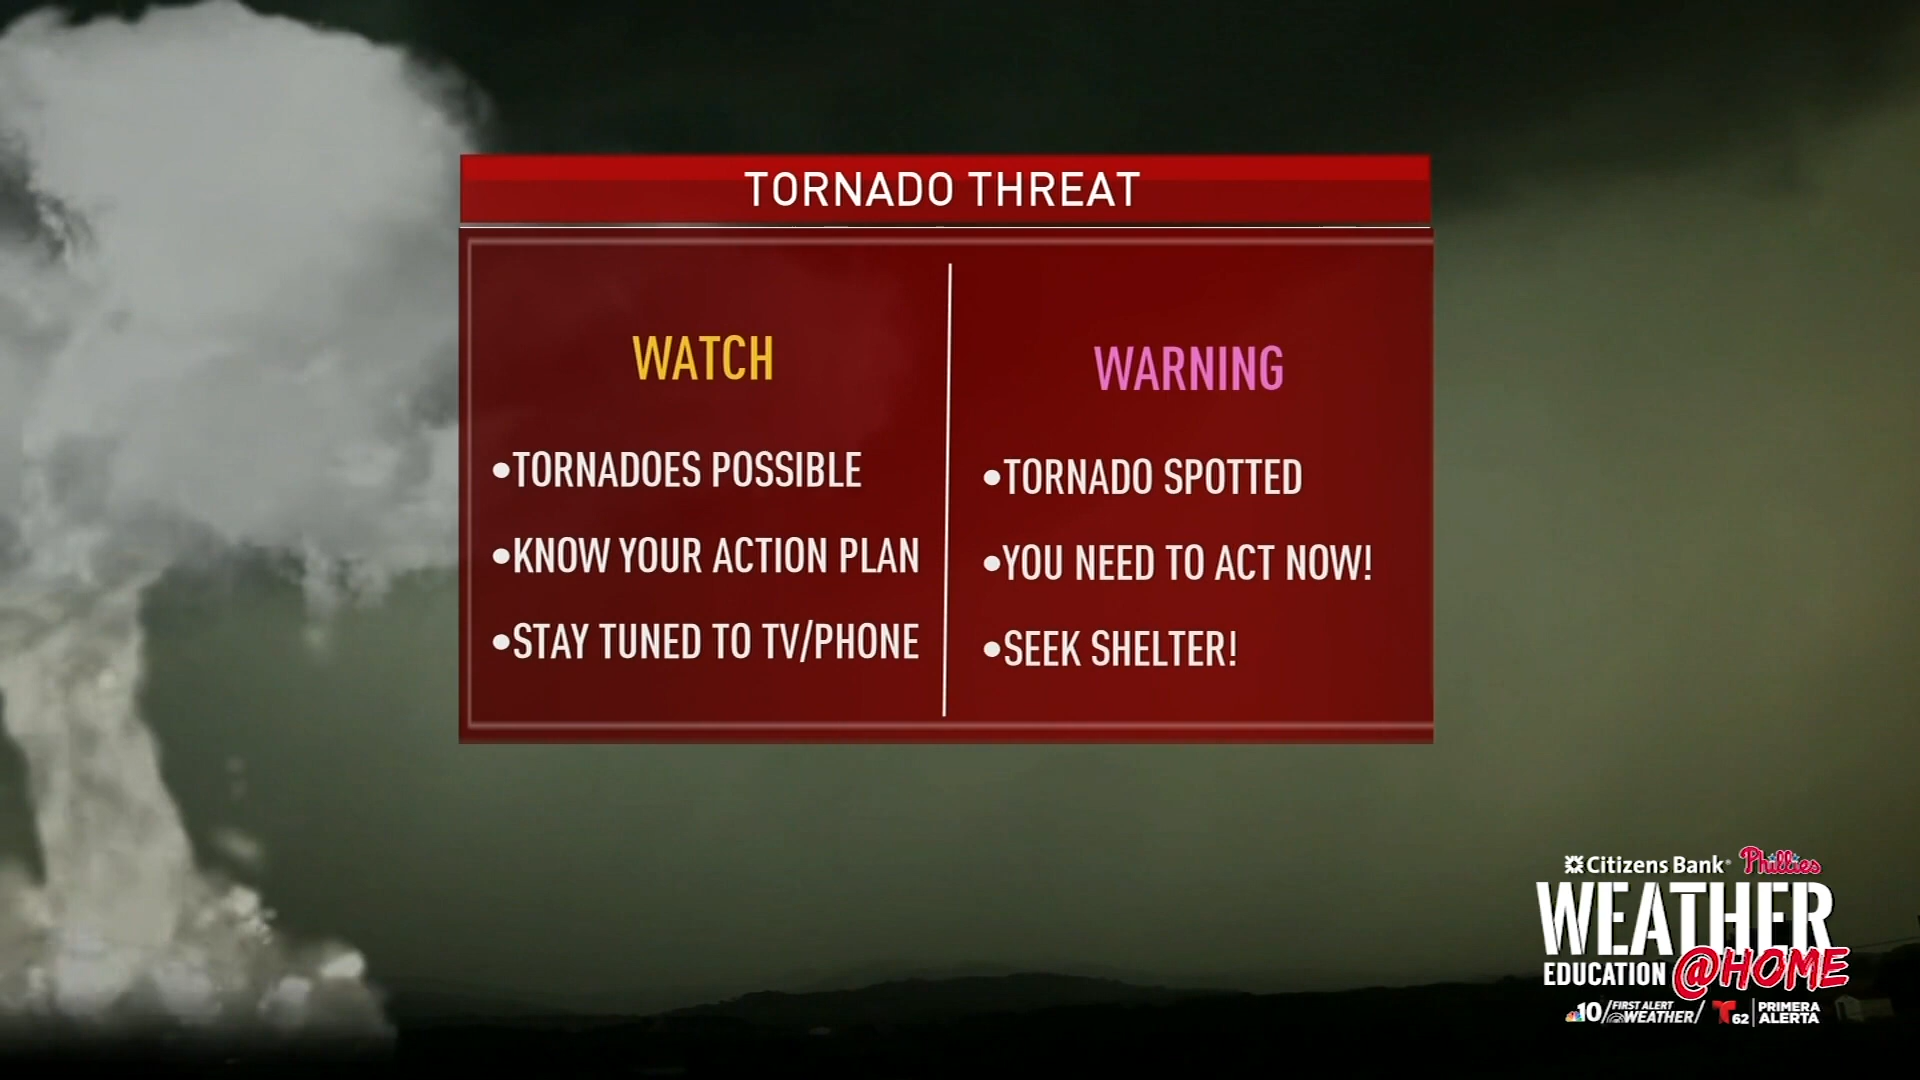 TORNADO THREAT
WATCH
•TORNADOES POSSIBLE
•KNOW YOUR ACTION PLAN
•STAY TUNED TO TV/PHONE
WARNING
•TORNADO SPOTTED
•YOU NEED TO ACT NOW!
•SEEK SHELTER!
Citizens Bank® Phillies
WEATHER
EDUCATION @HOME
10 / FIRST ALERT WEATHER / T 62 | PRIMERA ALERTA